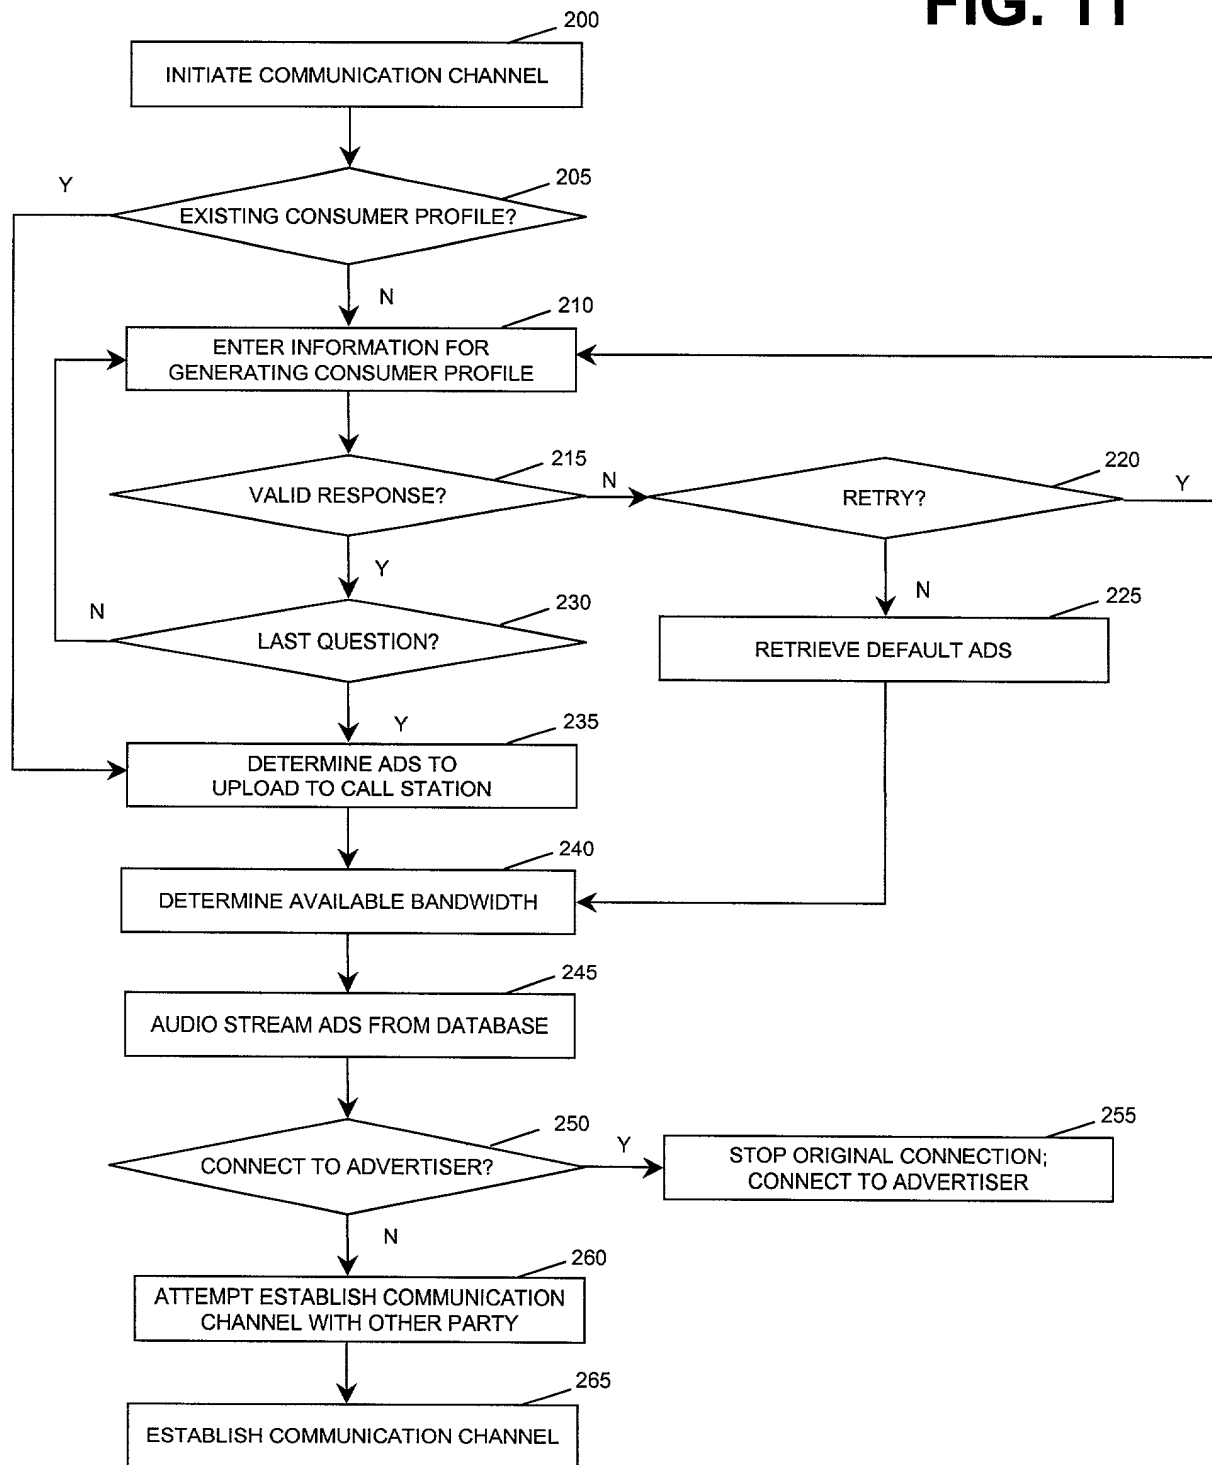 FIG. 11
200
INITIATE COMMUNICATION CHANNEL
Y
205
EXISTING CONSUMER PROFILE?
N
210
ENTER INFORMATION FOR
GENERATING CONSUMER PROFILE
215
VALID RESPONSE?
N
220
RETRY?
Y
Y
N
230
LAST QUESTION?
N
225
RETRIEVE DEFAULT ADS
Y
235
DETERMINE ADS TO
UPLOAD TO CALL STATION
240
DETERMINE AVAILABLE BANDWIDTH
245
AUDIO STREAM ADS FROM DATABASE
250
CONNECT TO ADVERTISER?
Y
255
STOP ORIGINAL CONNECTION;
CONNECT TO ADVERTISER
N
260
ATTEMPT ESTABLISH COMMUNICATION
CHANNEL WITH OTHER PARTY
265
ESTABLISH COMMUNICATION CHANNEL